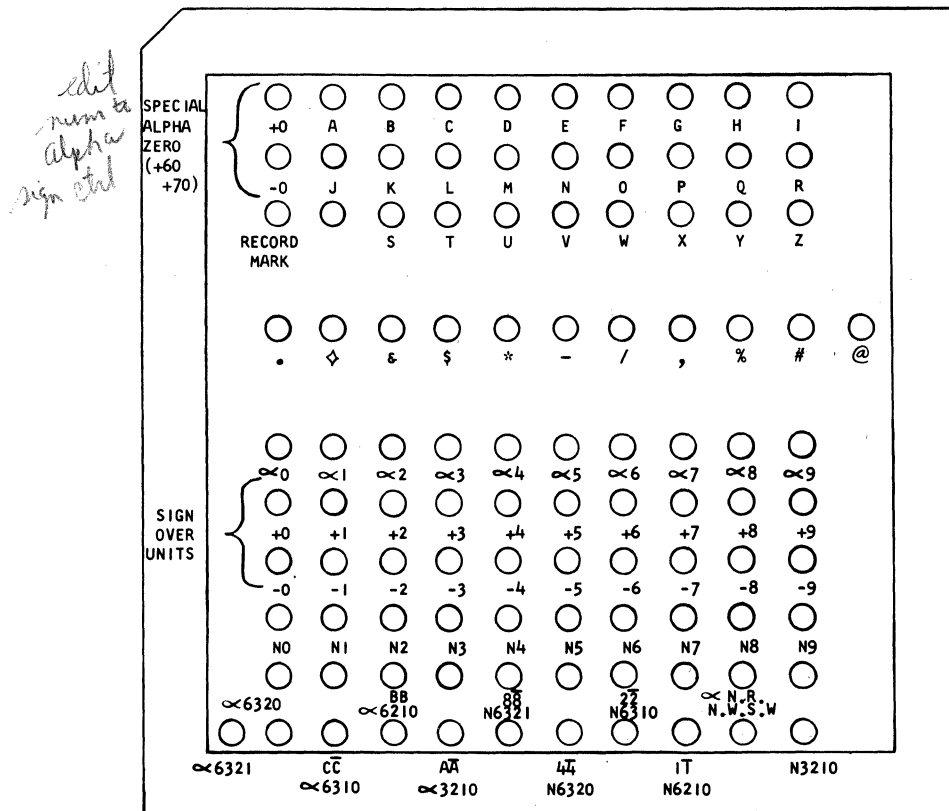 edit
num to
alpha
sign ctrl
SPECIAL
ALPHA
ZERO
(+60
+70)
+0 A B C D E F G H I
-0 J K L M N O P Q R
RECORD
MARK
S T U V W X Y Z
. ✧ & $ * - / , % # @
∝0 ∝1 ∝2 ∝3 ∝4 ∝5 ∝6 ∝7 ∝8 ∝9
SIGN
OVER
UNITS
+0 +1 +2 +3 +4 +5 +6 +7 +8 +9
-0 -1 -2 -3 -4 -5 -6 -7 -8 -9
N0 N1 N2 N3 N4 N5 N6 N7 N8 N9
∝6320 BB 88̅ 22̅ ∝ N.R.
∝6210 N6321 N6310 N.W.S.W
∝6321 CC̅ AA̅ 44̅ 11̅ N3210
∝6310 ∝3210 N6320 N6210